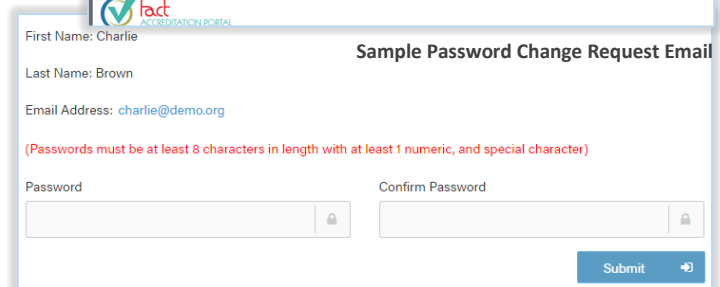 fact
ACCREDITATION PORTAL
First Name: Charlie
Sample Password Change Request Email
Last Name: Brown
Email Address: charlie@demo.org
(Passwords must be at least 8 characters in length with at least 1 numeric, and special character)
Password
Confirm Password
Submit